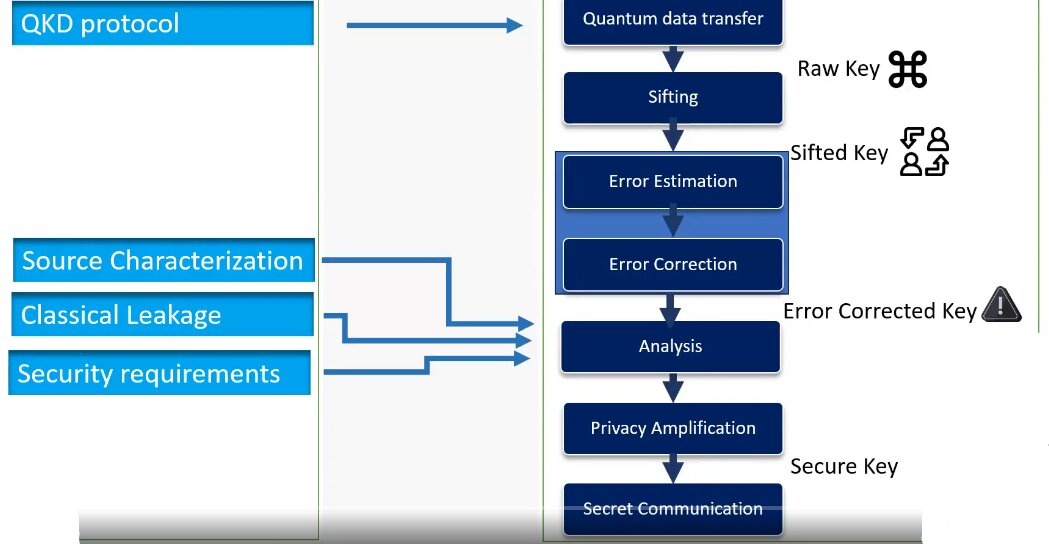 QKD protocol
Quantum data transfer
Raw Key
Sifting
Sifted Key
Error Estimation
Source Characterization
Error Correction
Classical Leakage
Error Corrected Key
Analysis
Security requirements
Privacy Amplification
Secure Key
Secret Communication